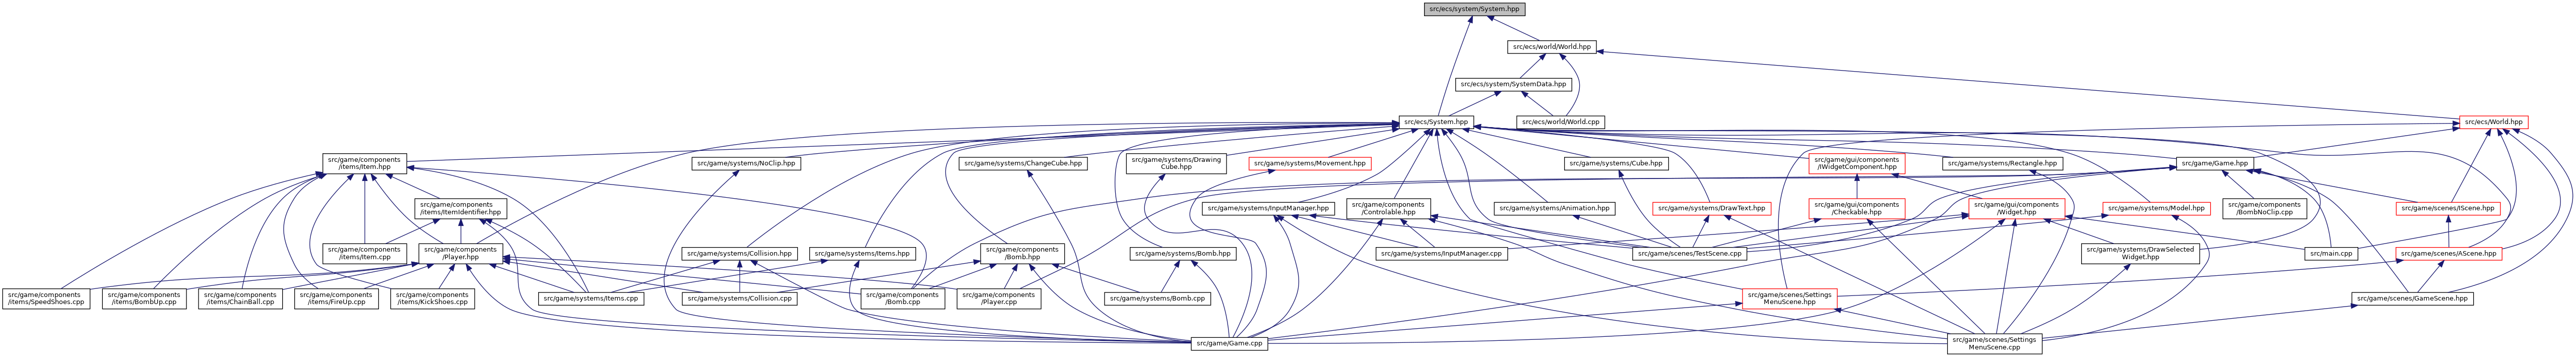 src/ecs/system/System.hpp
src/ecs/world/World.hpp
src/ecs/system/SystemData.hpp
src/ecs/System.hpp
src/ecs/world/World.cpp
src/ecs/World.hpp
src/game/components
/items/Item.hpp
src/game/systems/NoClip.hpp
src/game/systems/ChangeCube.hpp
src/game/systems/Drawing
Cube.hpp
src/game/systems/Movement.hpp
src/game/systems/Cube.hpp
src/game/gui/components
/IWidgetComponent.hpp
src/game/systems/Rectangle.hpp
src/game/Game.hpp
src/game/components
/items/ItemIdentifier.hpp
src/game/systems/InputManager.hpp
src/game/components
/Controlable.hpp
src/game/systems/Animation.hpp
src/game/systems/DrawText.hpp
src/game/gui/components
/Checkable.hpp
src/game/gui/components
/Widget.hpp
src/game/systems/Model.hpp
src/game/components
/BombNoClip.cpp
src/game/scenes/IScene.hpp
src/game/components
/items/Item.cpp
src/game/components
/Player.hpp
src/game/systems/Collision.hpp
src/game/systems/Items.hpp
src/game/components
/Bomb.hpp
src/game/systems/Bomb.hpp
src/game/systems/InputManager.cpp
src/game/scenes/TestScene.cpp
src/game/systems/DrawSelected
Widget.hpp
src/main.cpp
src/game/scenes/AScene.hpp
src/game/components
/items/SpeedShoes.cpp
src/game/components
/items/BombUp.cpp
src/game/components
/items/ChainBall.cpp
src/game/components
/items/FireUp.cpp
src/game/components
/items/KickShoes.cpp
src/game/systems/Items.cpp
src/game/systems/Collision.cpp
src/game/components
/Bomb.cpp
src/game/components
/Player.cpp
src/game/systems/Bomb.cpp
src/game/scenes/Settings
MenuScene.hpp
src/game/scenes/GameScene.hpp
src/game/Game.cpp
src/game/scenes/Settings
MenuScene.cpp